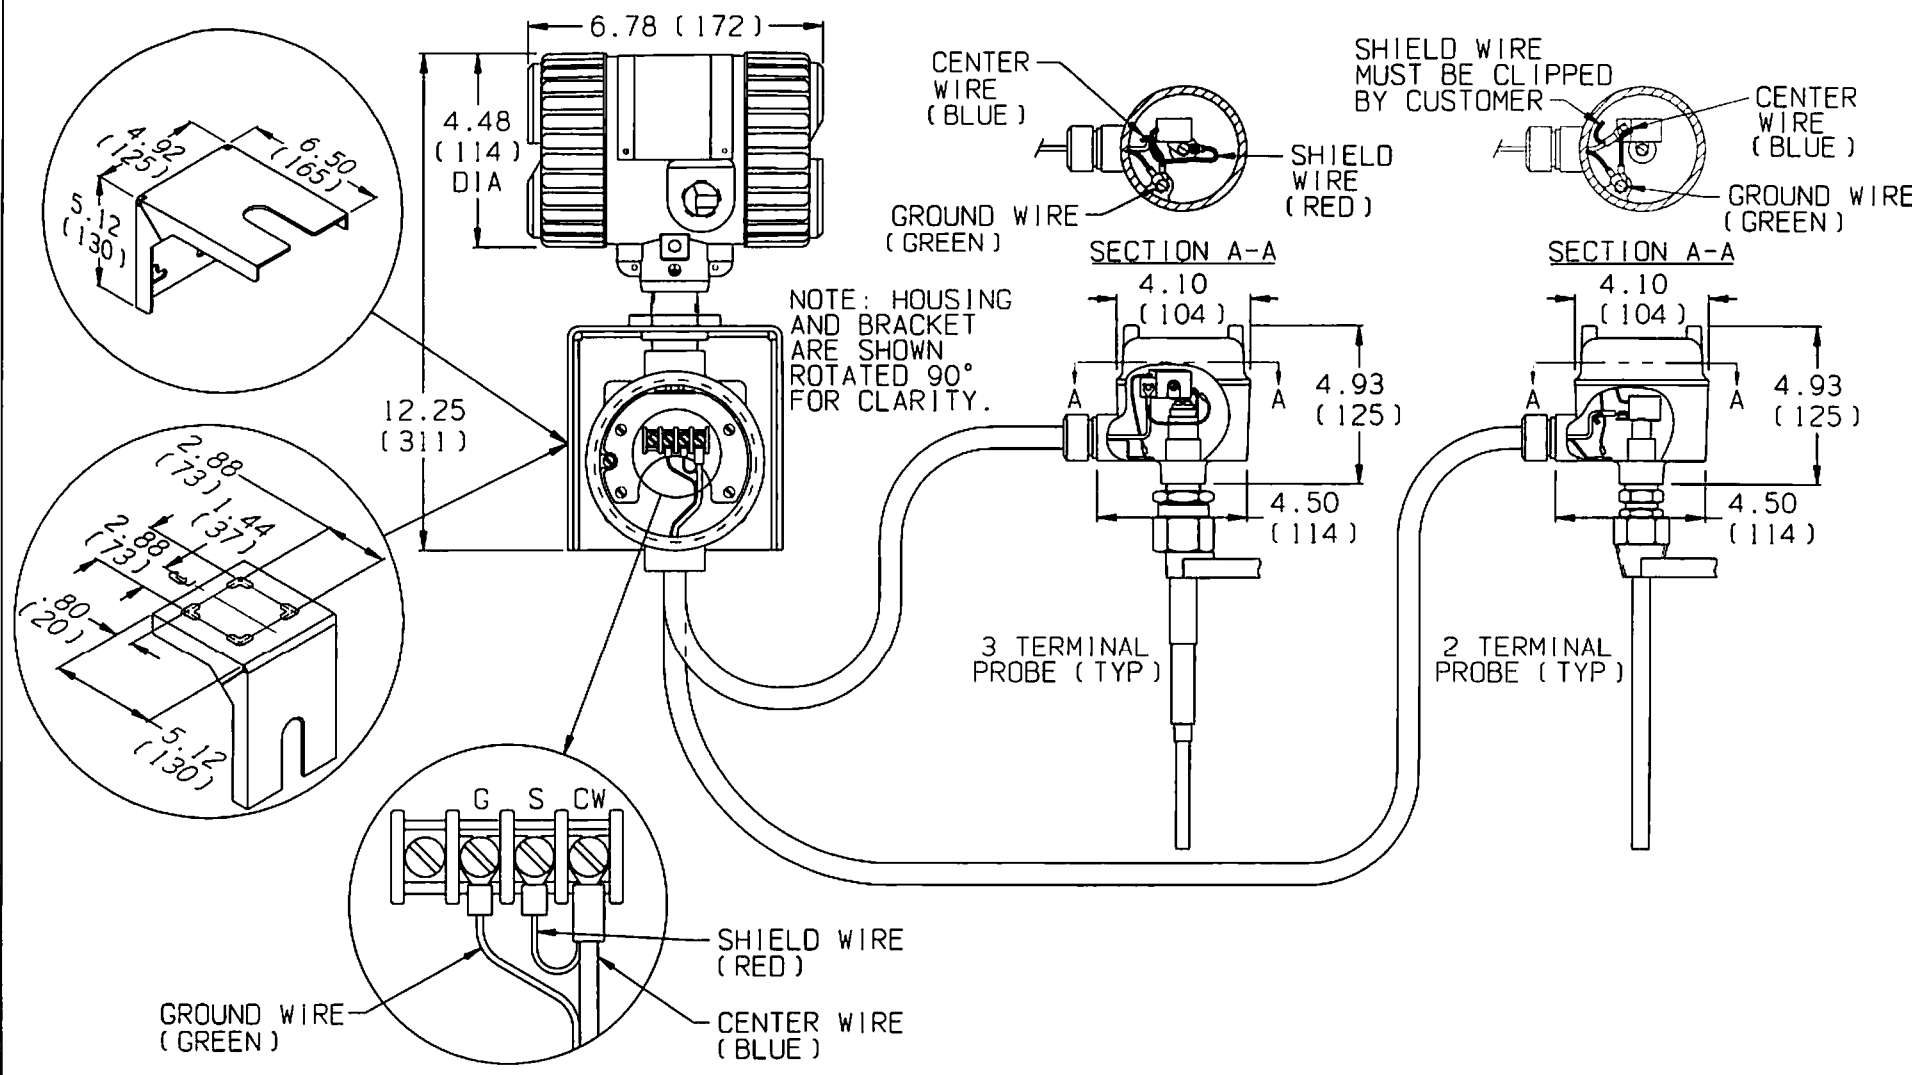 6.78 (172)
4.48
(114)
DIA
12.25
(311)
4.92
(125)
6.50
(165)
5.12
(130)
2.88
(73)
1.44
(37)
2.88
(73)
.80
(20)
5.12
(130)
NOTE: HOUSING
AND BRACKET
ARE SHOWN
ROTATED 90°
FOR CLARITY.
CENTER
WIRE
(BLUE)
SHIELD
WIRE
(RED)
GROUND WIRE
(GREEN)
SECTION A-A
4.10
(104)
A
A
4.93
(125)
4.50
(114)
3 TERMINAL
PROBE (TYP)
SHIELD WIRE
MUST BE CLIPPED
BY CUSTOMER
CENTER
WIRE
(BLUE)
GROUND WIRE
(GREEN)
SECTION A-A
4.10
(104)
A
A
4.93
(125)
4.50
(114)
2 TERMINAL
PROBE (TYP)
G S CW
SHIELD WIRE
(RED)
GROUND WIRE
(GREEN)
CENTER WIRE
(BLUE)